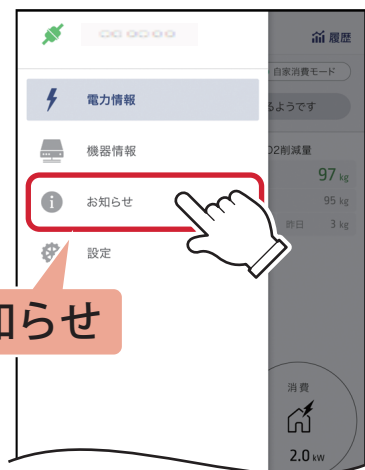 履歴
自家消費モード
電力情報
るようです
機器情報
O2削減量
97 kg
お知らせ
95 kg
昨日 3 kg
設定
知らせ
消費
2.0 kW